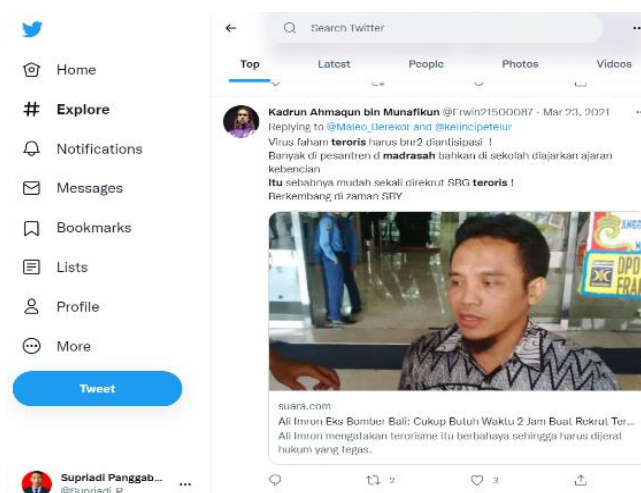 Search Twitter
Top
Latest
People
Photos
Videos
Home
Explore
Notifications
Messages
Bookmarks
Lists
Profile
More
Tweet
Kadrun Ahmaqun bin Munafikun @Erwin21500087 · Mar 23, 2021
Replying to @Maleo_Berekor and @kelincipetelur
Virus faham teroris harus bnr2 diantisipasi !
Banyak di pesantren d madrasah bahkan di sekolah diajarkan ajaran
kebencian
Itu sebabnya mudah sekali direkrut SBG teroris !
Berkembang di zaman SBY
DPD
suara.com
Ali Imron Eks Bomber Bali: Cukup Butuh Waktu 2 Jam Buat Rekrut Ter...
Ali Imron mengatakan terorisme itu berbahaya sehingga harus dijerat
hukum yang tegas.
2
3
Supriadi Panggab...
@Supriadi_P